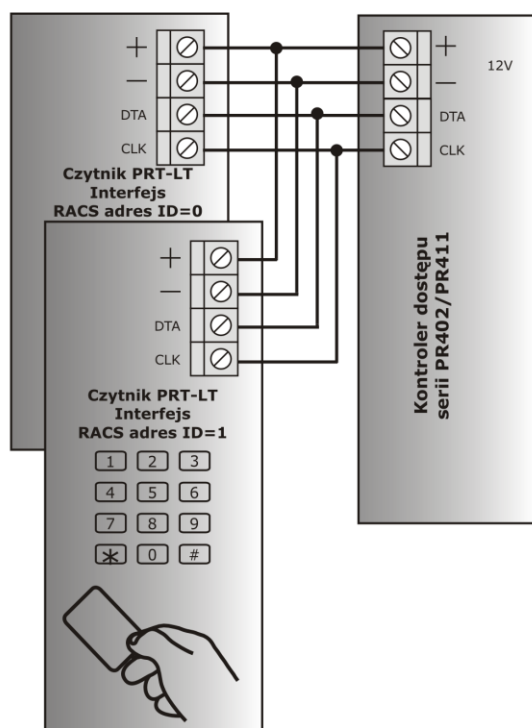 +
—
DTA
CLK
Czytnik PRT-LT
Interfejs
RACS adres ID=0
+
—
DTA
CLK
Czytnik PRT-LT
Interfejs
RACS adres ID=1
1 2 3
4 5 6
7 8 9
* 0 #
+
12V
—
DTA
CLK
Kontroler dostępu
serii PR402/PR411